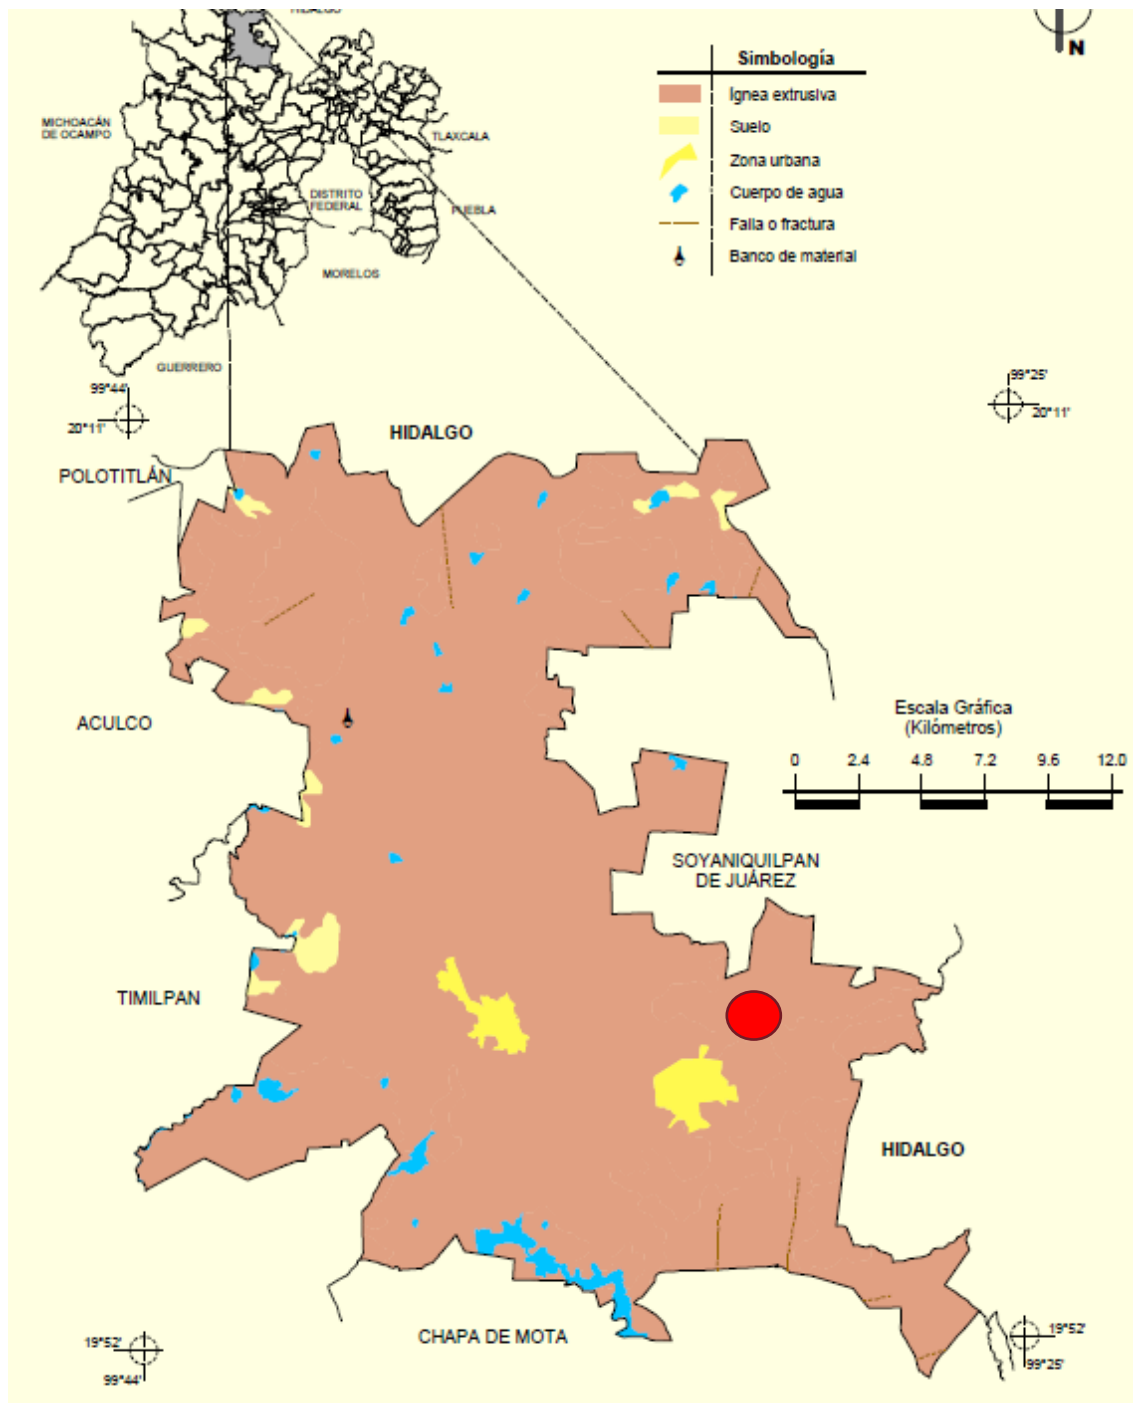 HIDALGO
N
Simbología
Ignea extrusiva
Suelo
Zona urbana
Cuerpo de agua
Falla o fractura
Banco de material
MICHOACÁN
DE OCAMPO
TLAXCALA
DISTRITO
FEDERAL
PUEBLA
MORELOS
GUERRERO
99°44'
20°11'
99°25'
20°11'
HIDALGO
POLOTITLÁN
ACULCO
Escala Gráfica
(Kilómetros)
0 2.4 4.8 7.2 9.6 12.0
SOYANIQUILPAN
DE JUÁREZ
TIMILPAN
HIDALGO
CHAPA DE MOTA
19°52'
99°44'
19°52'
99°25'